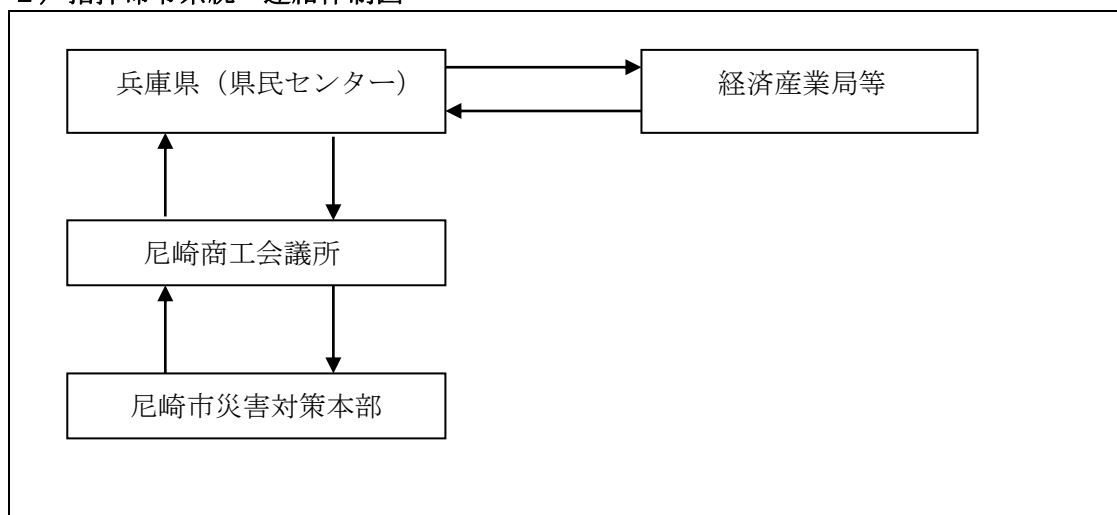 兵庫県（県民センター）
経済産業局等
尼崎商工会議所
尼崎市災害対策本部